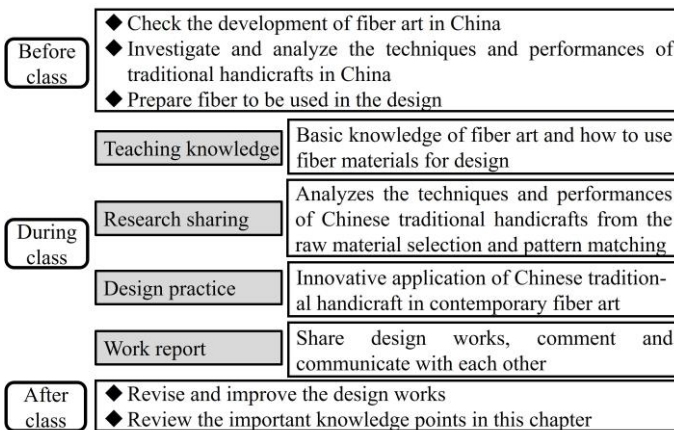 Before
class
◆ Check the development of fiber art in China
◆ Investigate and analyze the techniques and performances of
traditional handicrafts in China
◆ Prepare fiber to be used in the design
During
class
Teaching knowledge
Basic knowledge of fiber art and how to use
fiber materials for design
Research sharing
Analyzes the techniques and performances
of Chinese traditional handicrafts from the
raw material selection and pattern matching
Design practice
Innovative application of Chinese tradition-
al handicraft in contemporary fiber art
Work report
Share design works, comment and
communicate with each other
After
class
◆ Revise and improve the design works
◆ Review the important knowledge points in this chapter